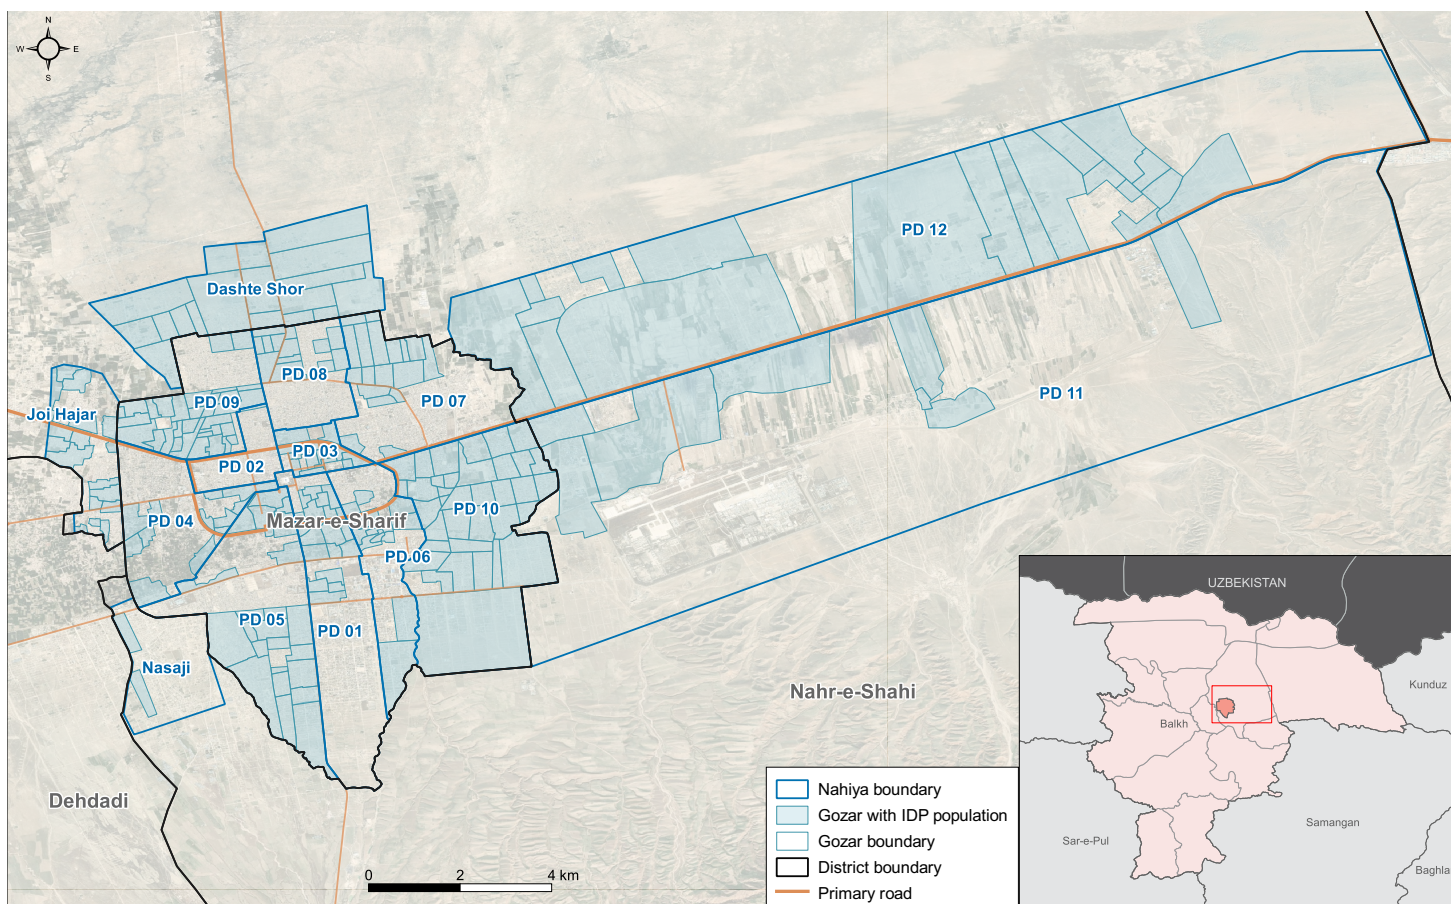 N
W
E
S
PD 12
Dashte Shor
PD 08
PD 07
PD 11
PD 09
Joi Hajar
PD 03
PD 02
PD 10
PD 04
Mazar-e-Sharif
PD 06
PD 05
PD 01
Nasaji
Nahr-e-Shahi
Dehdadi
0
2
4 km
Nahiya boundary
Gozar with IDP population
Gozar boundary
District boundary
Primary road
UZBEKISTAN
Kunduz
Balkh
Samangan
Sar-e-Pul
Baghla